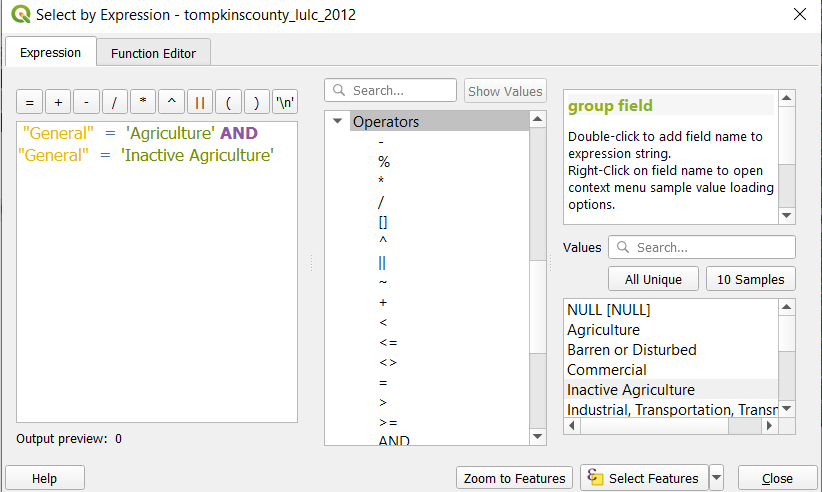 Select by Expression - tompkinscounty_lulc_2012
Expression
Function Editor
= + - / * ^ || ( ) '\n'
"General" = 'Agriculture' AND
"General" = 'Inactive Agriculture'
Output preview: 0
Search...
Show Values
Operators
-
%
*
/
[]
^
||
~
+
<
<=
<>
=
>
>=
AND
group field
Double-click to add field name to
expression string.
Right-Click on field name to open
context menu sample value loading
options.
Values
Search...
All Unique
10 Samples
NULL [NULL]
Agriculture
Barren or Disturbed
Commercial
Inactive Agriculture
Industrial, Transportation, Transm
Help
Zoom to Features
Select Features
Close